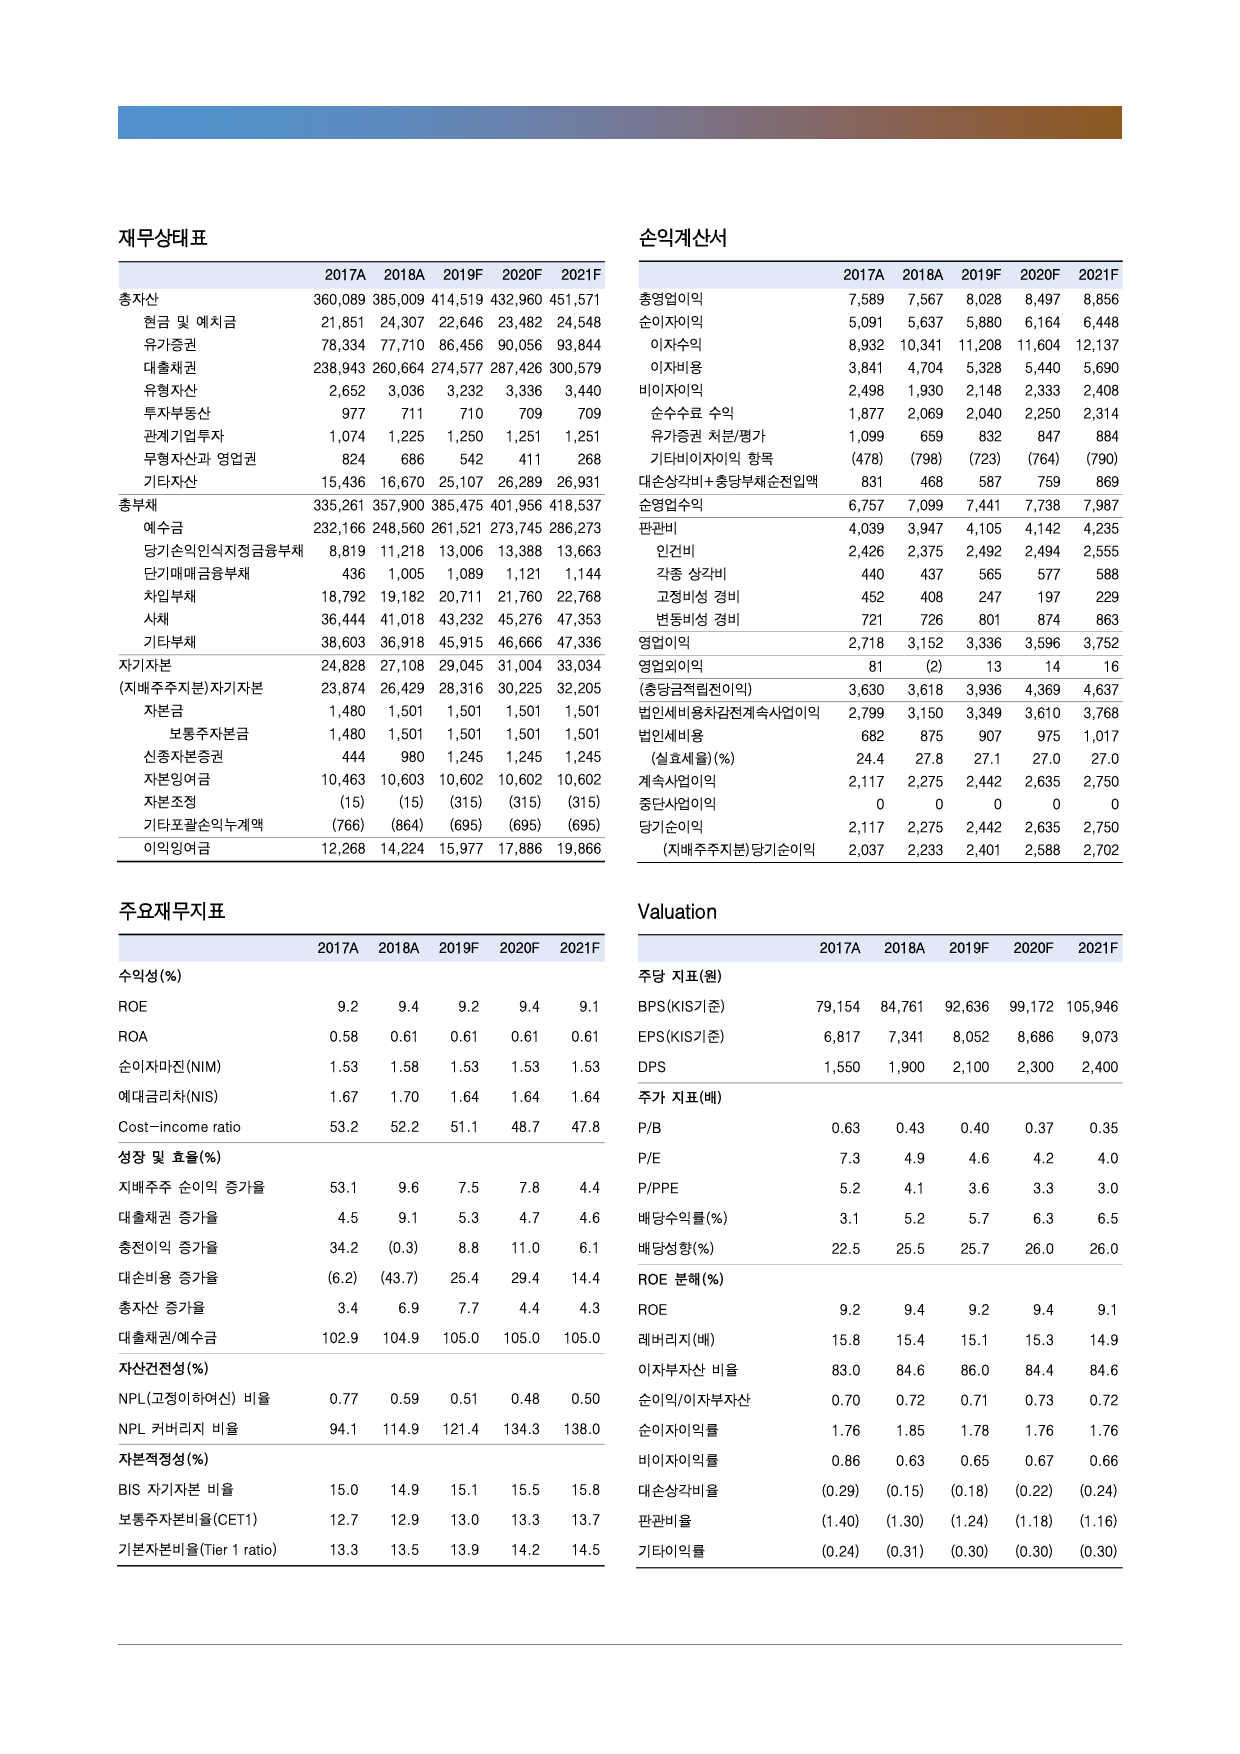 재무상태표
2017A 2018A 2019F 2020F 2021F
총자산 360,089 385,009 414,519 432,960 451,571
현금 및 예치금 21,851 24,307 22,646 23,482 24,548
유가증권 78,334 77,710 86,456 90,056 93,844
대출채권 238,943 260,664 274,577 287,426 300,579
유형자산 2,652 3,036 3,232 3,336 3,440
투자부동산 977 711 710 709 709
관계기업투자 1,074 1,225 1,250 1,251 1,251
무형자산과 영업권 824 686 542 411 268
기타자산 15,436 16,670 25,107 26,289 26,931
총부채 335,261 357,900 385,475 401,956 418,537
예수금 232,166 248,560 261,521 273,745 286,273
당기손익인식지정금융부채 8,819 11,218 13,006 13,388 13,663
단기매매금융부채 436 1,005 1,089 1,121 1,144
차입부채 18,792 19,182 20,711 21,760 22,768
사채 36,444 41,018 43,232 45,276 47,353
기타부채 38,603 36,918 45,915 46,666 47,336
자기자본 24,828 27,108 29,045 31,004 33,034
(지배주주지분)자기자본 23,874 26,429 28,316 30,225 32,205
자본금 1,480 1,501 1,501 1,501 1,501
보통주자본금 1,480 1,501 1,501 1,501 1,501
신종자본증권 444 980 1,245 1,245 1,245
자본잉여금 10,463 10,603 10,602 10,602 10,602
자본조정 (15) (15) (315) (315) (315)
기타포괄손익누계액 (766) (864) (695) (695) (695)
이익잉여금 12,268 14,224 15,977 17,886 19,866
손익계산서
2017A 2018A 2019F 2020F 2021F
총영업이익 7,589 7,567 8,028 8,497 8,856
순이자이익 5,091 5,637 5,880 6,164 6,448
이자수익 8,932 10,341 11,208 11,604 12,137
이자비용 3,841 4,704 5,328 5,440 5,690
비이자이익 2,498 1,930 2,148 2,333 2,408
순수수료 수익 1,877 2,069 2,040 2,250 2,314
유가증권 처분/평가 1,099 659 832 847 884
기타비이자이익 항목 (478) (798) (723) (764) (790)
대손상각비+충당부채순전입액 831 468 587 759 869
순영업수익 6,757 7,099 7,441 7,738 7,987
판관비 4,039 3,947 4,105 4,142 4,235
인건비 2,426 2,375 2,492 2,494 2,555
각종 상각비 440 437 565 577 588
고정비성 경비 452 408 247 197 229
변동비성 경비 721 726 801 874 863
영업이익 2,718 3,152 3,336 3,596 3,752
영업외이익 81 (2) 13 14 16
(충당금적립전이익) 3,630 3,618 3,936 4,369 4,637
법인세비용차감전계속사업이익 2,799 3,150 3,349 3,610 3,768
법인세비용 682 875 907 975 1,017
(실효세율)(%) 24.4 27.8 27.1 27.0 27.0
계속사업이익 2,117 2,275 2,442 2,635 2,750
중단사업이익 0 0 0 0 0
당기순이익 2,117 2,275 2,442 2,635 2,750
(지배주주지분)당기순이익 2,037 2,233 2,401 2,588 2,702
주요재무지표
2017A 2018A 2019F 2020F 2021F
수익성(%)
ROE 9.2 9.4 9.2 9.4 9.1
ROA 0.58 0.61 0.61 0.61 0.61
순이자마진(NIM) 1.53 1.58 1.53 1.53 1.53
예대금리차(NIS) 1.67 1.70 1.64 1.64 1.64
Cost-income ratio 53.2 52.2 51.1 48.7 47.8
성장 및 효율(%)
지배주주 순이익 증가율 53.1 9.6 7.5 7.8 4.4
대출채권 증가율 4.5 9.1 5.3 4.7 4.6
충전이익 증가율 34.2 (0.3) 8.8 11.0 6.1
대손비용 증가율 (6.2) (43.7) 25.4 29.4 14.4
총자산 증가율 3.4 6.9 7.7 4.4 4.3
대출채권/예수금 102.9 104.9 105.0 105.0 105.0
자산건전성(%)
NPL(고정이하여신) 비율 0.77 0.59 0.51 0.48 0.50
NPL 커버리지 비율 94.1 114.9 121.4 134.3 138.0
자본적정성(%)
BIS 자기자본 비율 15.0 14.9 15.1 15.5 15.8
보통주자본비율(CET1) 12.7 12.9 13.0 13.3 13.7
기본자본비율(Tier 1 ratio) 13.3 13.5 13.9 14.2 14.5
Valuation
2017A 2018A 2019F 2020F 2021F
주당 지표(원)
BPS(KIS기준) 79,154 84,761 92,636 99,172 105,946
EPS(KIS기준) 6,817 7,341 8,052 8,686 9,073
DPS 1,550 1,900 2,100 2,300 2,400
주가 지표(배)
P/B 0.63 0.43 0.40 0.37 0.35
P/E 7.3 4.9 4.6 4.2 4.0
P/PPE 5.2 4.1 3.6 3.3 3.0
배당수익률(%) 3.1 5.2 5.7 6.3 6.5
배당성향(%) 22.5 25.5 25.7 26.0 26.0
ROE 분해(%)
ROE 9.2 9.4 9.2 9.4 9.1
레버리지(배) 15.8 15.4 15.1 15.3 14.9
이자부자산 비율 83.0 84.6 86.0 84.4 84.6
순이익/이자부자산 0.70 0.72 0.71 0.73 0.72
순이자이익률 1.76 1.85 1.78 1.76 1.76
비이자이익률 0.86 0.63 0.65 0.67 0.66
대손상각비율 (0.29) (0.15) (0.18) (0.22) (0.24)
판관비율 (1.40) (1.30) (1.24) (1.18) (1.16)
기타이익률 (0.24) (0.31) (0.30) (0.30) (0.30)